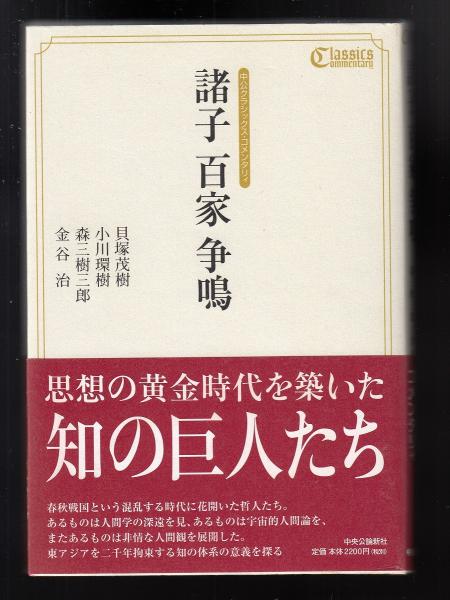 Classics
Commentary
中公クラシックス・コメンタリィ
諸子百家争鳴
貝塚茂樹
小川環樹
森三樹三郎
金谷治
思想の黄金時代を築いた
知の巨人たち
春秋戦国という混乱する時代に花開いた哲人たち。
あるものは人間学の深遠を見、あるものは宇宙的人間論を、
またあるものは非情な人間観を展開した。
東アジアを二千年拘束する知の体系の意義を探る
中央公論新社
定価 本体2200円(税別)